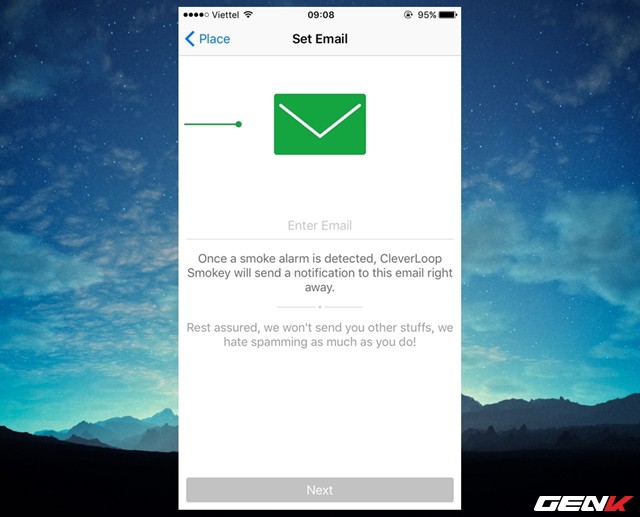 Viettel 09:08 95%
Place Set Email
Enter Email
Once a smoke alarm is detected, CleverLoop
Smokey will send a notification to this email right
away.
Rest assured, we won't send you other stuffs, we
hate spamming as much as you do!
Next
GENK